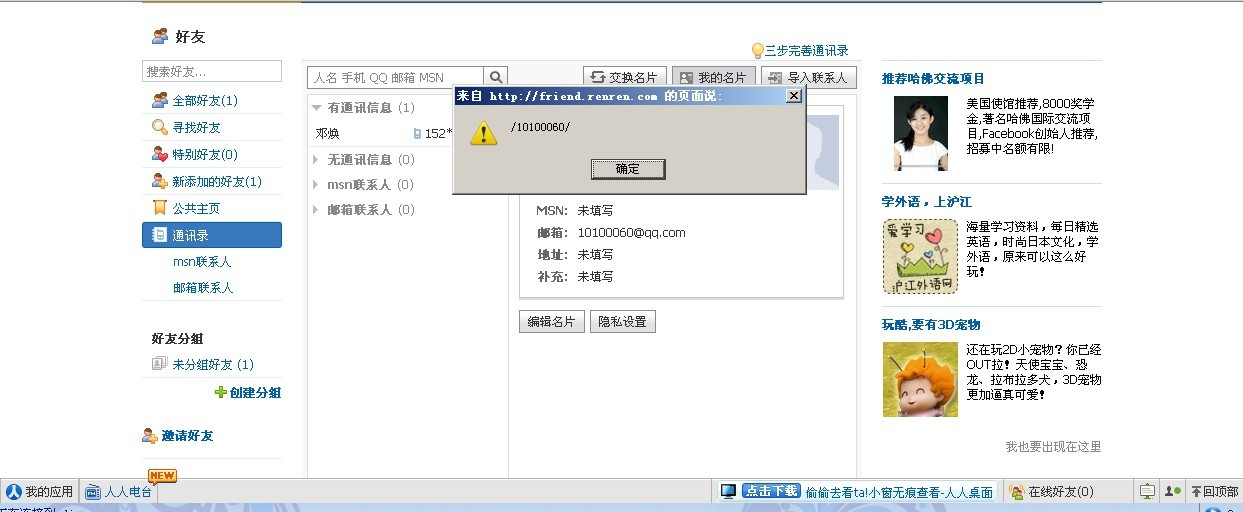 好友
搜索好友...
全部好友(1)
寻找好友
特别好友(0)
新添加的好友(1)
公共主页
通讯录
msn联系人
邮箱联系人
好友分组
未分组好友 (1)
创建分组
邀请好友
三步完善通讯录
人名 手机 QQ 邮箱 MSN
交换名片
我的名片
导入联系人
有通讯信息 (1)
邓焕
152*
无通讯信息 (0)
msn联系人 (0)
邮箱联系人 (0)
来自 http://friend.renren.com 的页面说:
/10100060/
确定
MSN: 未填写
邮箱: 10100060@qq.com
地址: 未填写
补充: 未填写
编辑名片
隐私设置
推荐哈佛交流项目
美国使馆推荐,8000奖学
金,著名哈佛国际交流项
目,Facebook创始人推荐,
招募中名额有限!
学外语，上沪江
爱学习
沪江外语网
海量学习资料，每日精选
英语，时尚日本文化，学
外语，原来可以这么好
玩！
玩酷,要有3D宠物
还在玩2D小宠物？你已经
OUT拉！天使宝宝、恐
龙、拉布拉多犬，3D宠物
更加逼真可爱！
我也要出现在这里
NEW
我的应用
人人电台
点击下载
偷偷去看ta!小窗无痕查看-人人桌面
在线好友(0)
回顶部